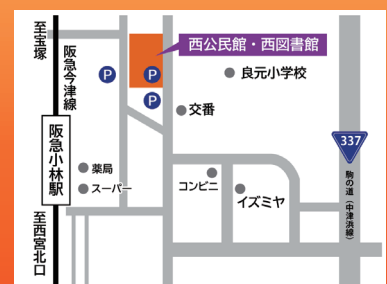 至宝塚
阪急今津線
西公民館・西図書館
P
P
P
良元小学校
交番
337
駒の道(中津浜線)
阪急小林駅
薬局
スーパー
コンビニ
イズミヤ
至西宮北口